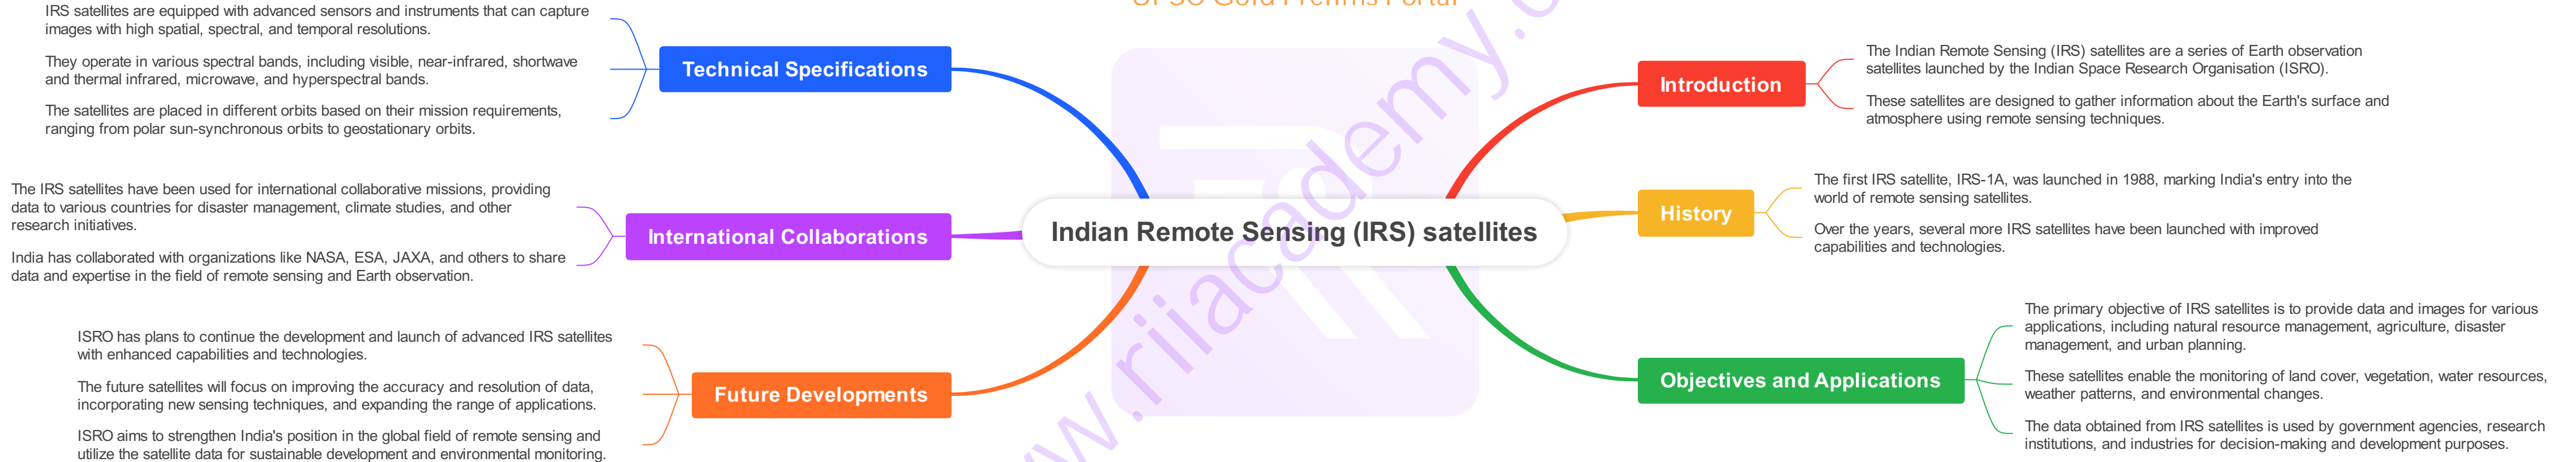 UPSC Gold Prelims Portal
Indian Remote Sensing (IRS) satellites
Introduction
The Indian Remote Sensing (IRS) satellites are a series of Earth observation
satellites launched by the Indian Space Research Organisation (ISRO).
These satellites are designed to gather information about the Earth's surface and
atmosphere using remote sensing techniques.
History
The first IRS satellite, IRS-1A, was launched in 1988, marking India's entry into the
world of remote sensing satellites.
Over the years, several more IRS satellites have been launched with improved
capabilities and technologies.
Objectives and Applications
The primary objective of IRS satellites is to provide data and images for various
applications, including natural resource management, agriculture, disaster
management, and urban planning.
These satellites enable the monitoring of land cover, vegetation, water resources,
weather patterns, and environmental changes.
The data obtained from IRS satellites is used by government agencies, research
institutions, and industries for decision-making and development purposes.
Technical Specifications
IRS satellites are equipped with advanced sensors and instruments that can capture
images with high spatial, spectral, and temporal resolutions.
They operate in various spectral bands, including visible, near-infrared, shortwave
and thermal infrared, microwave, and hyperspectral bands.
The satellites are placed in different orbits based on their mission requirements,
ranging from polar sun-synchronous orbits to geostationary orbits.
International Collaborations
The IRS satellites have been used for international collaborative missions, providing
data to various countries for disaster management, climate studies, and other
research initiatives.
India has collaborated with organizations like NASA, ESA, JAXA, and others to share
data and expertise in the field of remote sensing and Earth observation.
Future Developments
ISRO has plans to continue the development and launch of advanced IRS satellites
with enhanced capabilities and technologies.
The future satellites will focus on improving the accuracy and resolution of data,
incorporating new sensing techniques, and expanding the range of applications.
ISRO aims to strengthen India's position in the global field of remote sensing and
utilize the satellite data for sustainable development and environmental monitoring.